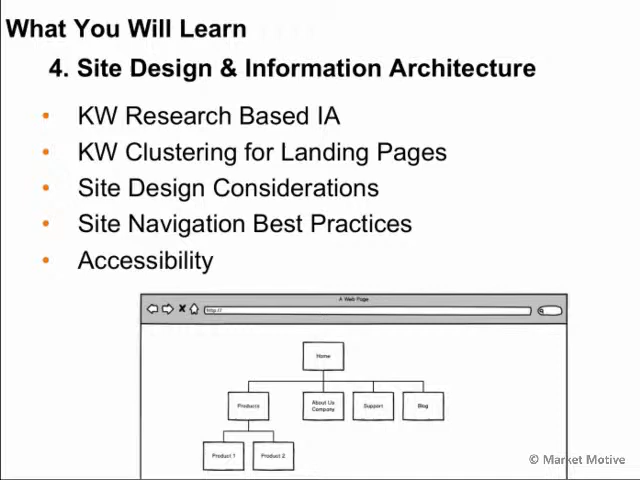 What You Will Learn
4. Site Design & Information Architecture
• KW Research Based IA
• KW Clustering for Landing Pages
• Site Design Considerations
• Site Navigation Best Practices
• Accessibility
A Web Page
http://
Home
Products
About Us
Company
Support
Blog
Product 1
Product 2
© Market Motive